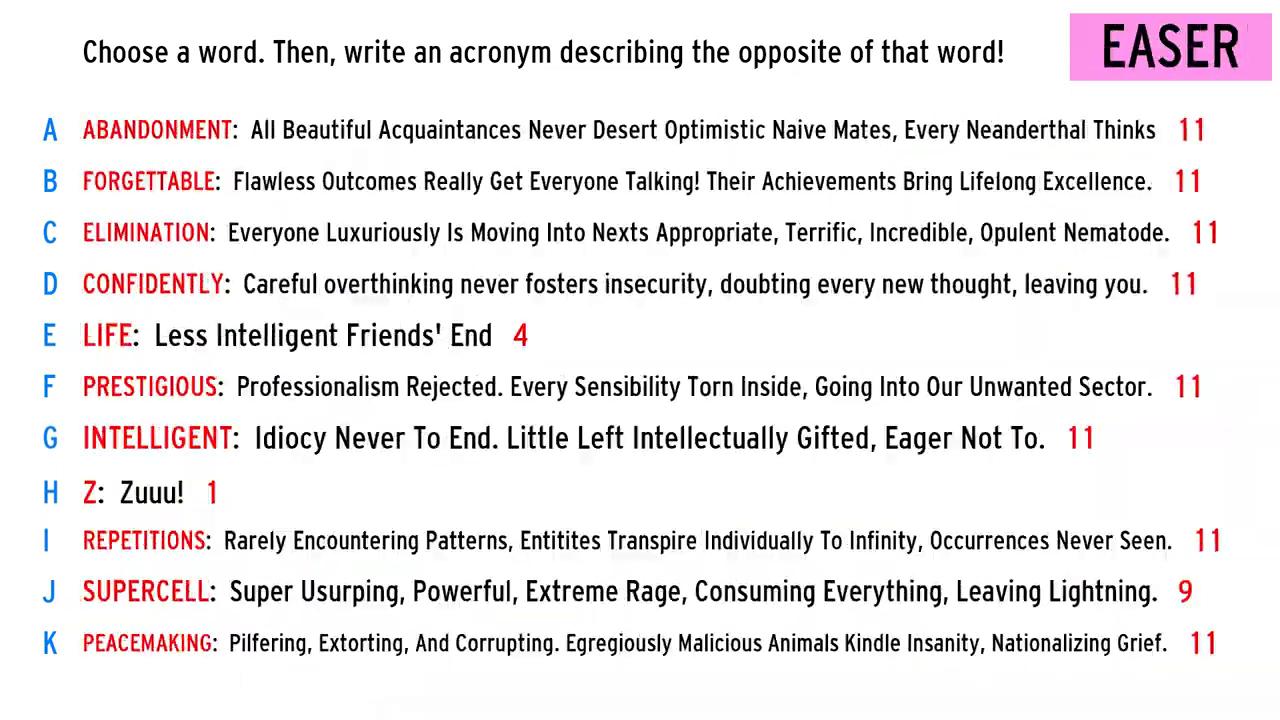 Choose a word. Then, write an acronym describing the opposite of that word!
EASER
A ABANDONMENT: All Beautiful Acquaintances Never Desert Optimistic Naive Mates, Every Neanderthal Thinks 11
B FORGETTABLE: Flawless Outcomes Really Get Everyone Talking! Their Achievements Bring Lifelong Excellence. 11
C ELIMINATION: Everyone Luxuriously Is Moving Into Nexts Appropriate, Terrific, Incredible, Opulent Nematode. 11
D CONFIDENTLY: Careful overthinking never fosters insecurity, doubting every new thought, leaving you. 11
E LIFE: Less Intelligent Friends' End 4
F PRESTIGIOUS: Professionalism Rejected. Every Sensibility Torn Inside, Going Into Our Unwanted Sector. 11
G INTELLIGENT: Idiocy Never To End. Little Left Intellectually Gifted, Eager Not To. 11
H Z: Zuuu! 1
I REPETITIONS: Rarely Encountering Patterns, Entitites Transpire Individually To Infinity, Occurrences Never Seen. 11
J SUPERCELL: Super Usurping, Powerful, Extreme Rage, Consuming Everything, Leaving Lightning. 9
K PEACEMAKING: Pilfering, Extorting, And Corrupting. Egregiously Malicious Animals Kindle Insanity, Nationalizing Grief. 11